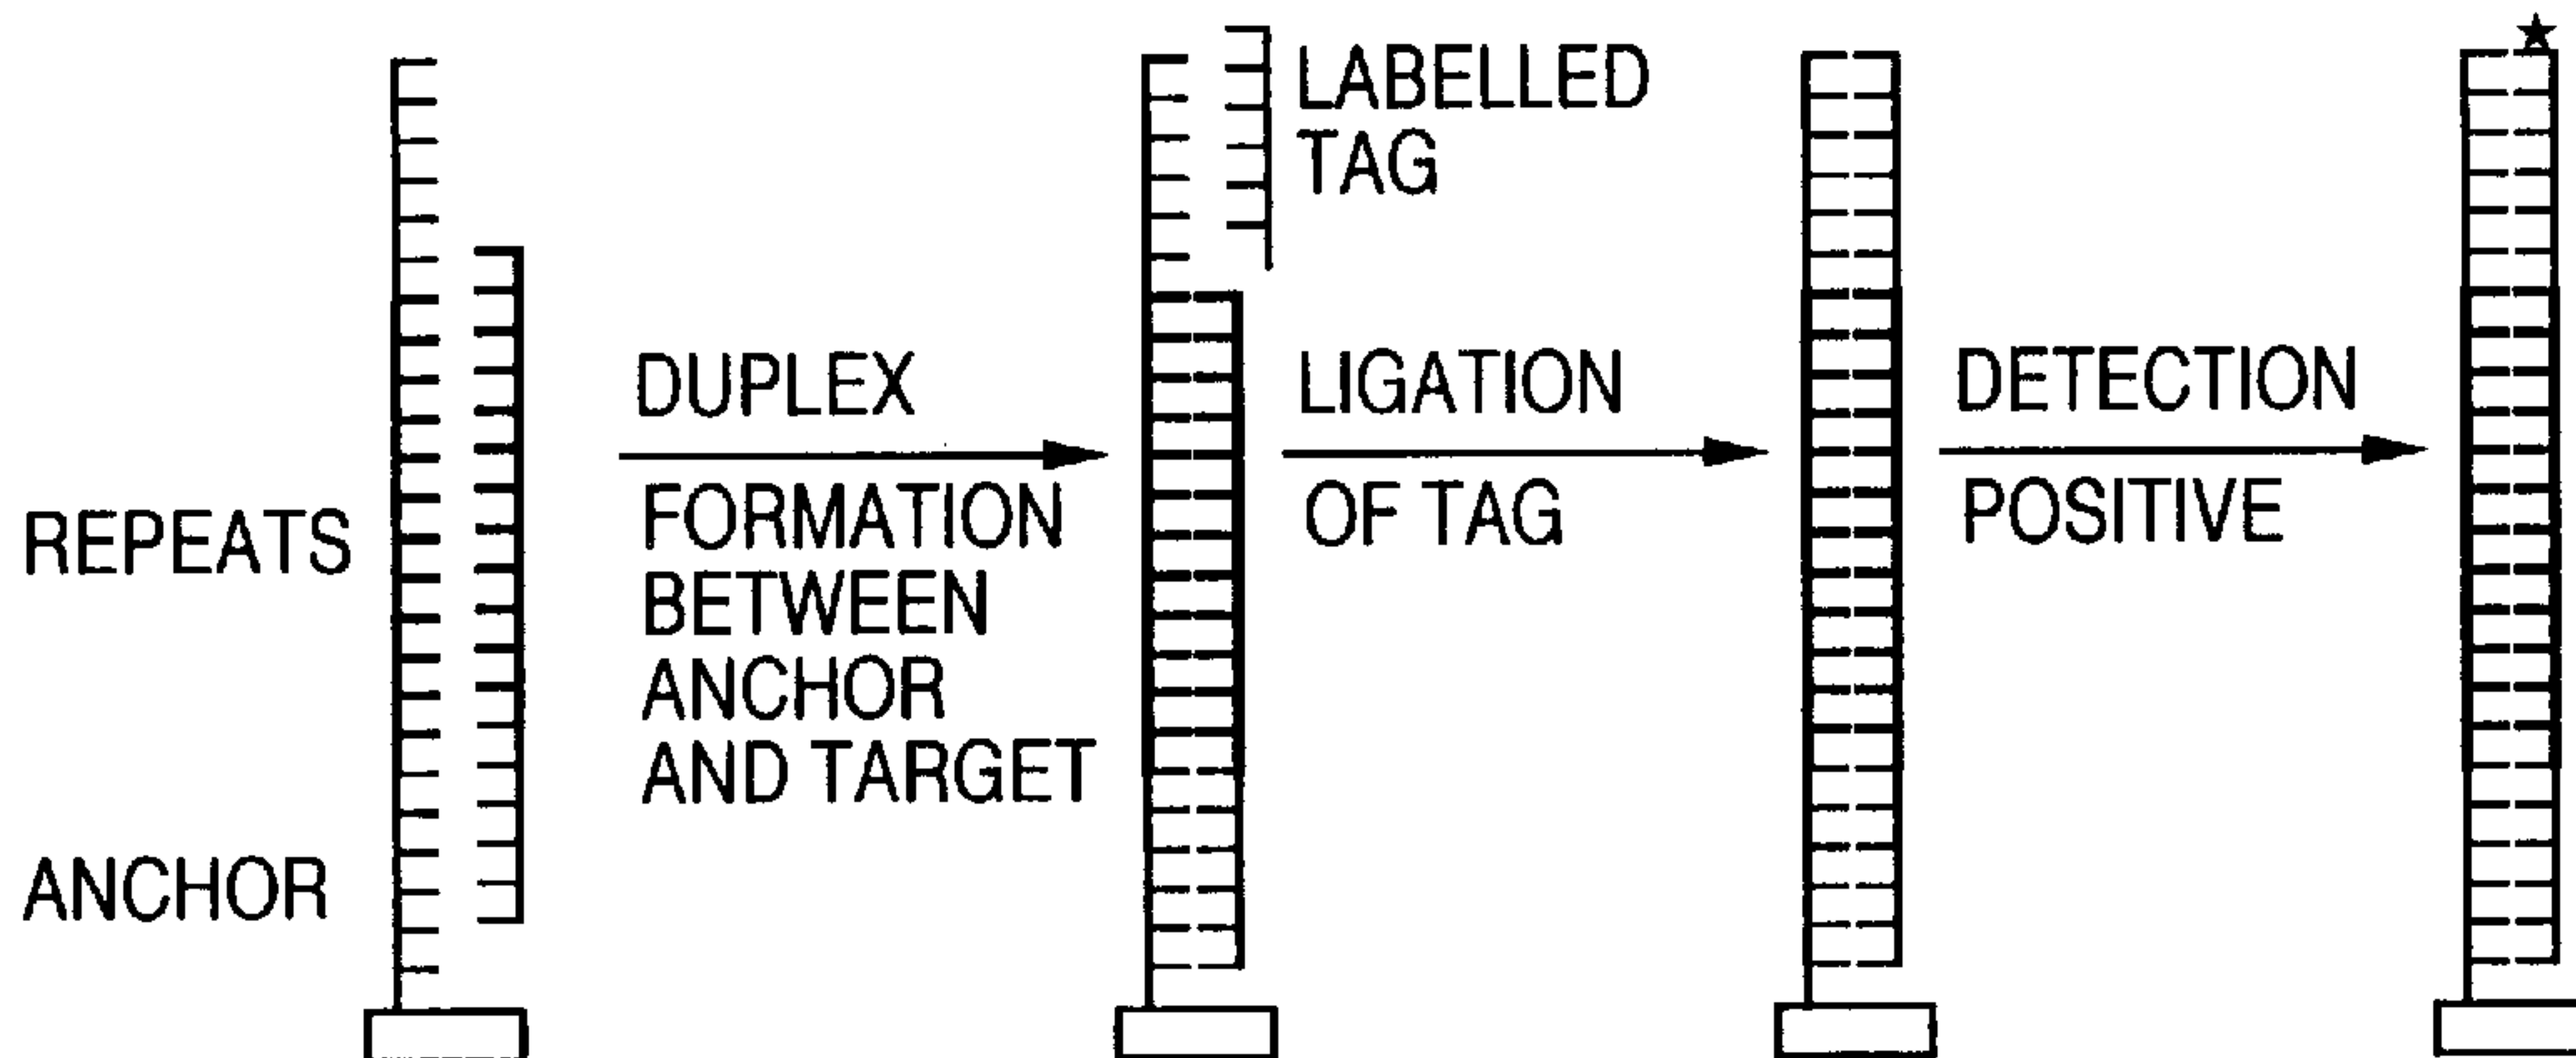 REPEATS
ANCHOR
DUPLEX
FORMATION
BETWEEN
ANCHOR
AND TARGET
LABELLED
TAG
LIGATION
OF TAG
DETECTION
POSITIVE